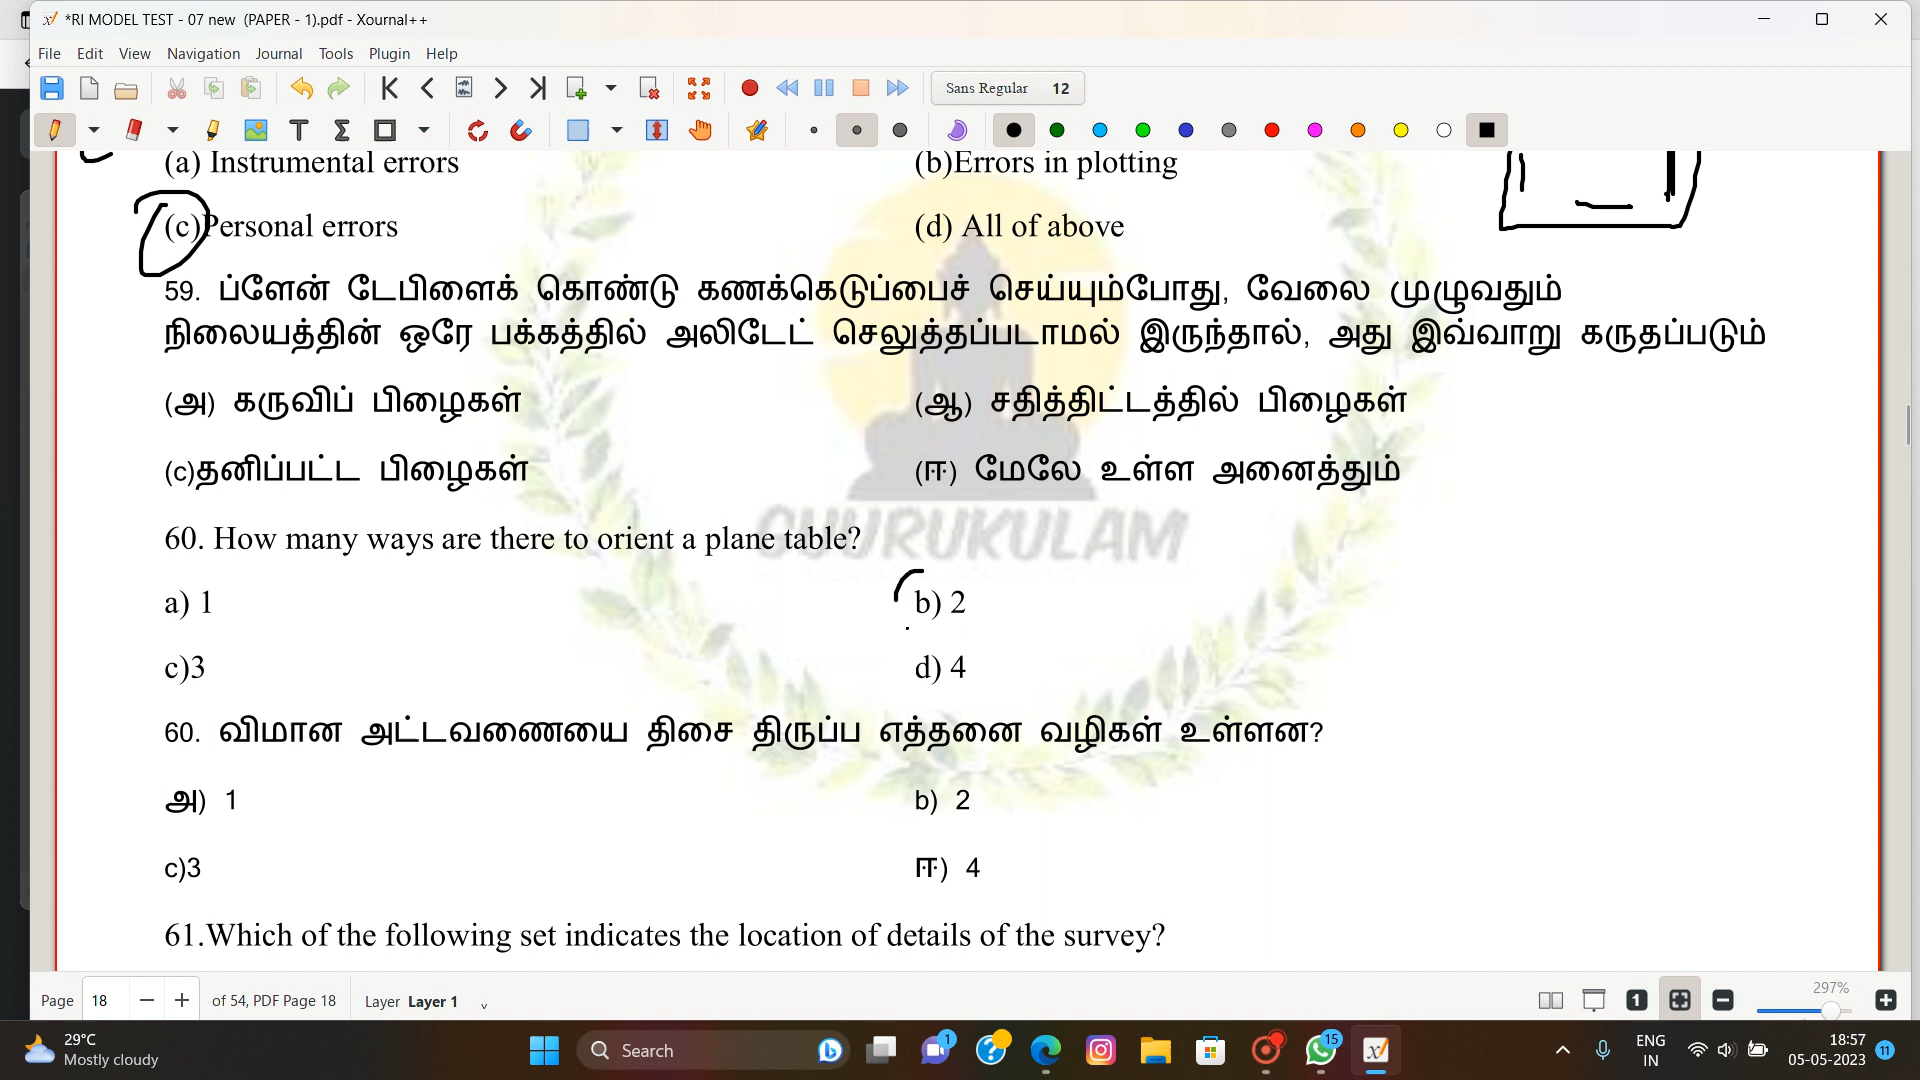 *RI MODEL TEST - 07 new (PAPER - 1).pdf - Xournal++
File Edit View Navigation Journal Tools Plugin Help
Sans Regular 12
(a) Instrumental errors (b)Errors in plotting
(c)Personal errors (d) All of above
59. ப்ளேன் டேபிளைக் கொண்டு கணக்கெடுப்பைச் செய்யும்போது, வேலை முழுவதும்
நிலையத்தின் ஒரே பக்கத்தில் அலிடேட் செலுத்தப்படாமல் இருந்தால், அது இவ்வாறு கருதப்படும்
(அ) கருவிப் பிழைகள் (ஆ) சதித்திட்டத்தில் பிழைகள்
(c)தனிப்பட்ட பிழைகள் (ஈ) மேலே உள்ள அனைத்தும்
GUURUKULAM
60. How many ways are there to orient a plane table?
a) 1 b) 2
c)3 d) 4
60. விமான அட்டவணையை திசை திருப்ப எத்தனை வழிகள் உள்ளன?
அ) 1 b) 2
c)3 ஈ) 4
61.Which of the following set indicates the location of details of the survey?
Page 18 of 54, PDF Page 18 Layer Layer 1 297%
29°C
Mostly cloudy
Search
1
15
ENG
IN
18:57
05-05-2023
11